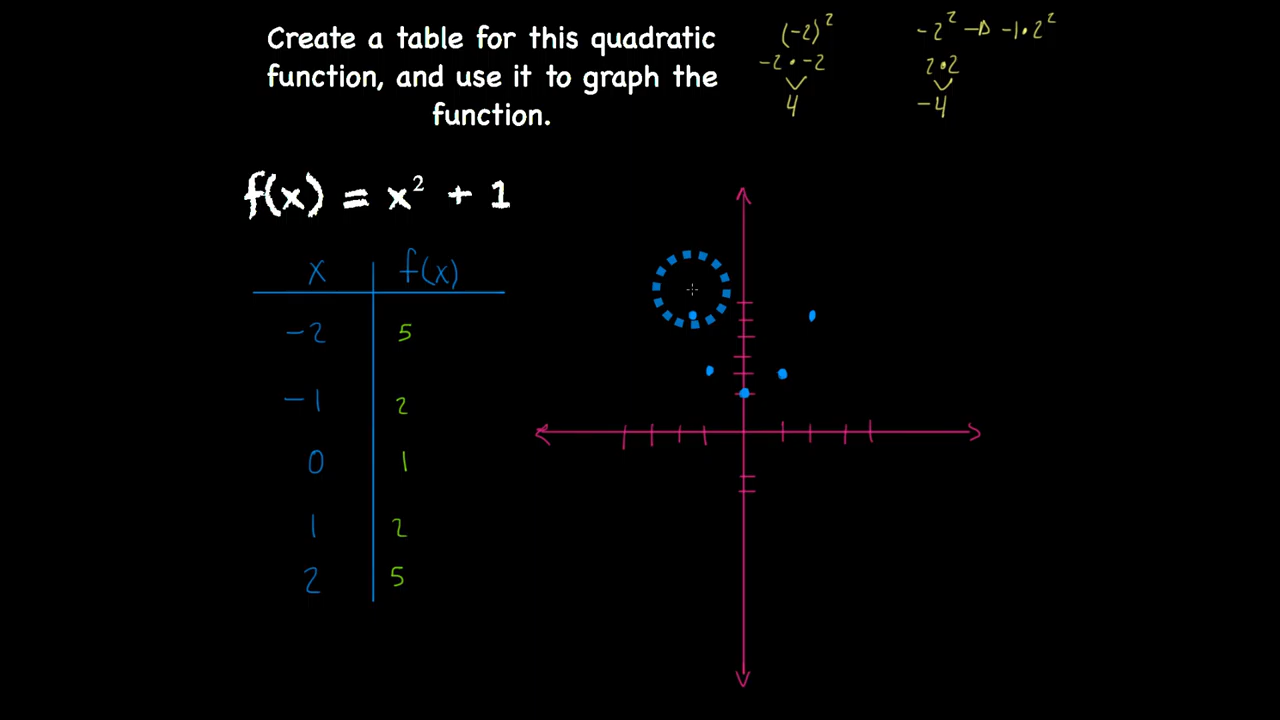 Create a table for this quadratic
function, and use it to graph the
function.
(-2)²
-2 · -2
4
-2² → -1·2²
2·2
-4
f(x) = x² + 1
x f(x)
-2 5
-1 2
0 1
1 2
2 5